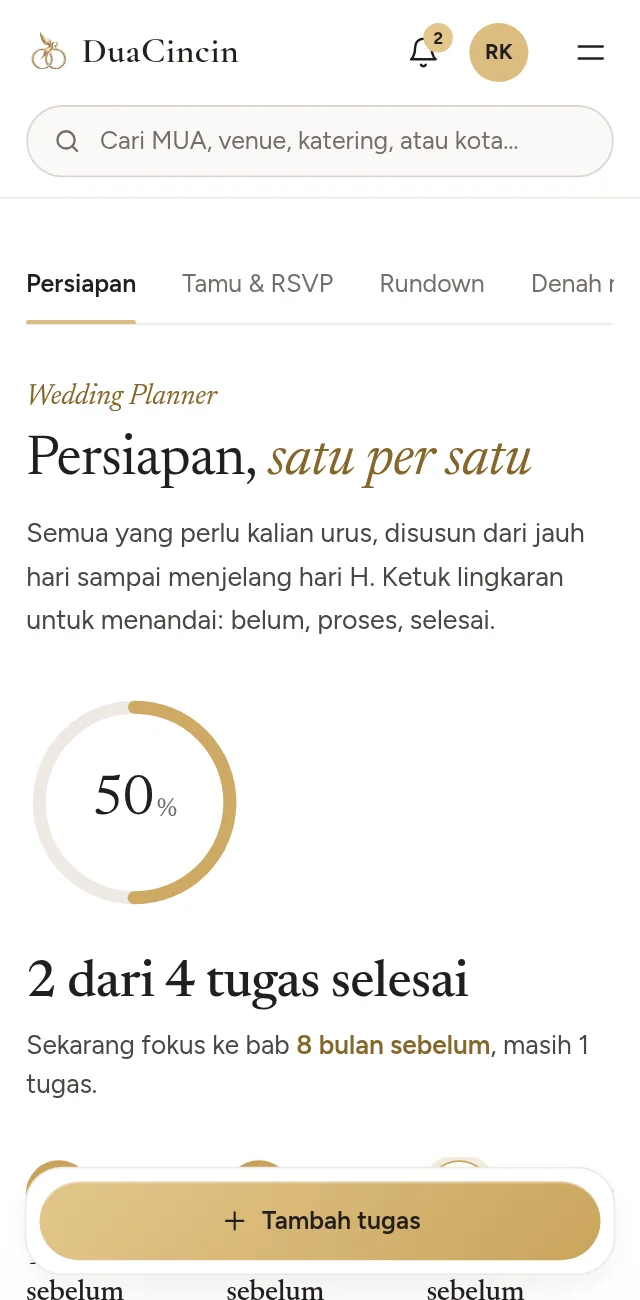 DuaCincin
2
RK
Cari MUA, venue, katering, atau kota...
Persiapan
Tamu & RSVP
Rundown
Denah
Wedding Planner
Persiapan, satu per satu
Semua yang perlu kalian urus, disusun dari jauh
hari sampai menjelang hari H. Ketuk lingkaran
untuk menandai: belum, proses, selesai.
50%
2 dari 4 tugas selesai
Sekarang fokus ke bab 8 bulan sebelum, masih 1
tugas.
+ Tambah tugas
sebelum
sebelum
sebelum